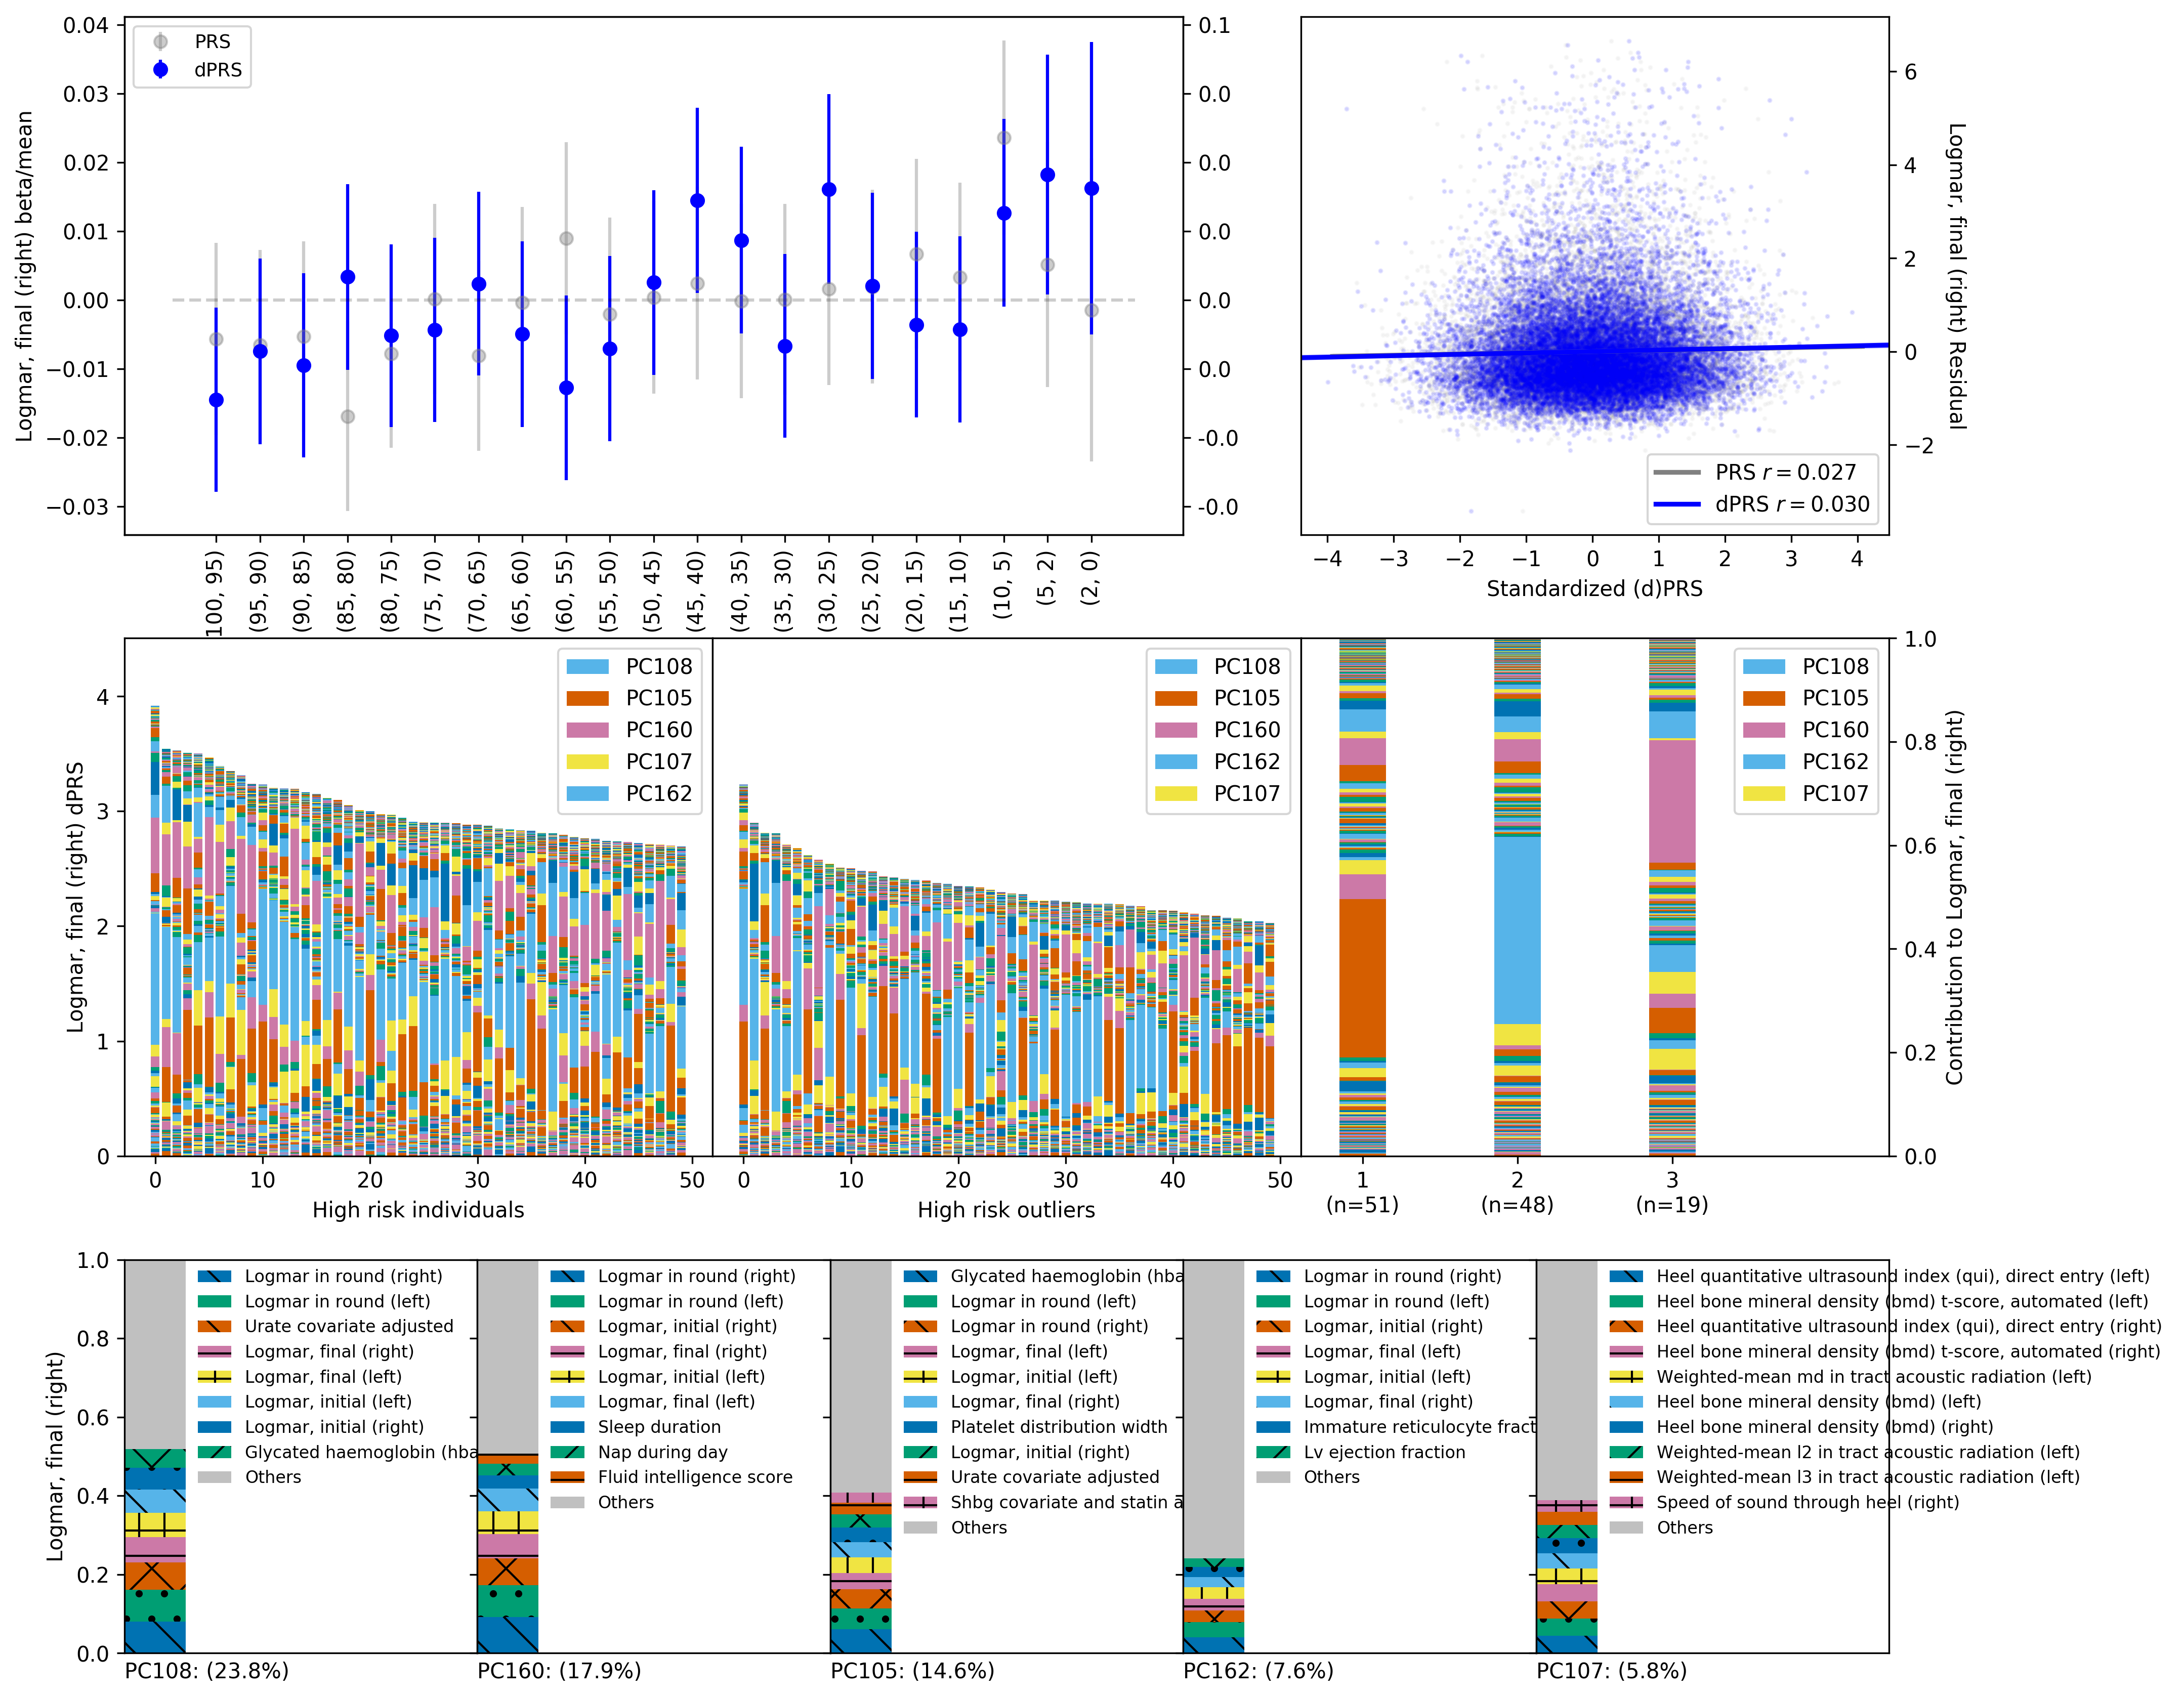 0.04
0.03
0.02
0.01
0.00
−0.01
−0.02
−0.03
Logmar, final (right) beta/mean
PRS
dPRS
0.1
0.0
0.0
0.0
0.0
0.0
-0.0
-0.0
100, 95)
(95, 90)
(90, 85)
(85, 80)
(80, 75)
(75, 70)
(70, 65)
(65, 60)
(60, 55)
(55, 50)
(50, 45)
(45, 40)
(40, 35)
(35, 30)
(30, 25)
(25, 20)
(20, 15)
(15, 10)
(10, 5)
(5, 2)
(2, 0)
6
4
2
0
−2
Logmar, final (right) Residual
PRS r = 0.027
dPRS r = 0.030
−4 −3 −2 −1 0 1 2 3 4
Standardized (d)PRS
4
3
2
1
0
Logmar, final (right) dPRS
PC108
PC105
PC160
PC107
PC162
0 10 20 30 40 50
High risk individuals
PC108
PC105
PC160
PC162
PC107
0 10 20 30 40 50
High risk outliers
PC108
PC105
PC160
PC162
PC107
1 2 3
(n=51) (n=48) (n=19)
1.0
0.8
0.6
0.4
0.2
0.0
Contribution to Logmar, final (right)
1.0
0.8
0.6
0.4
0.2
0.0
Logmar, final (right)
Logmar in round (right)
Logmar in round (left)
Urate covariate adjusted
Logmar, final (right)
Logmar, final (left)
Logmar, initial (left)
Logmar, initial (right)
Glycated haemoglobin (hba
Others
PC108: (23.8%)
Logmar in round (right)
Logmar in round (left)
Logmar, initial (right)
Logmar, final (right)
Logmar, initial (left)
Logmar, final (left)
Sleep duration
Nap during day
Fluid intelligence score
Others
PC160: (17.9%)
Glycated haemoglobin (hba
Logmar in round (left)
Logmar in round (right)
Logmar, final (left)
Logmar, initial (left)
Logmar, final (right)
Platelet distribution width
Logmar, initial (right)
Urate covariate adjusted
Shbg covariate and statin a
Others
PC105: (14.6%)
Logmar in round (right)
Logmar in round (left)
Logmar, initial (right)
Logmar, final (left)
Logmar, initial (left)
Logmar, final (right)
Immature reticulocyte fract
Lv ejection fraction
Others
PC162: (7.6%)
Heel quantitative ultrasound index (qui), direct entry (left)
Heel bone mineral density (bmd) t-score, automated (left)
Heel quantitative ultrasound index (qui), direct entry (right)
Heel bone mineral density (bmd) t-score, automated (right)
Weighted-mean md in tract acoustic radiation (left)
Heel bone mineral density (bmd) (left)
Heel bone mineral density (bmd) (right)
Weighted-mean l2 in tract acoustic radiation (left)
Weighted-mean l3 in tract acoustic radiation (left)
Speed of sound through heel (right)
Others
PC107: (5.8%)